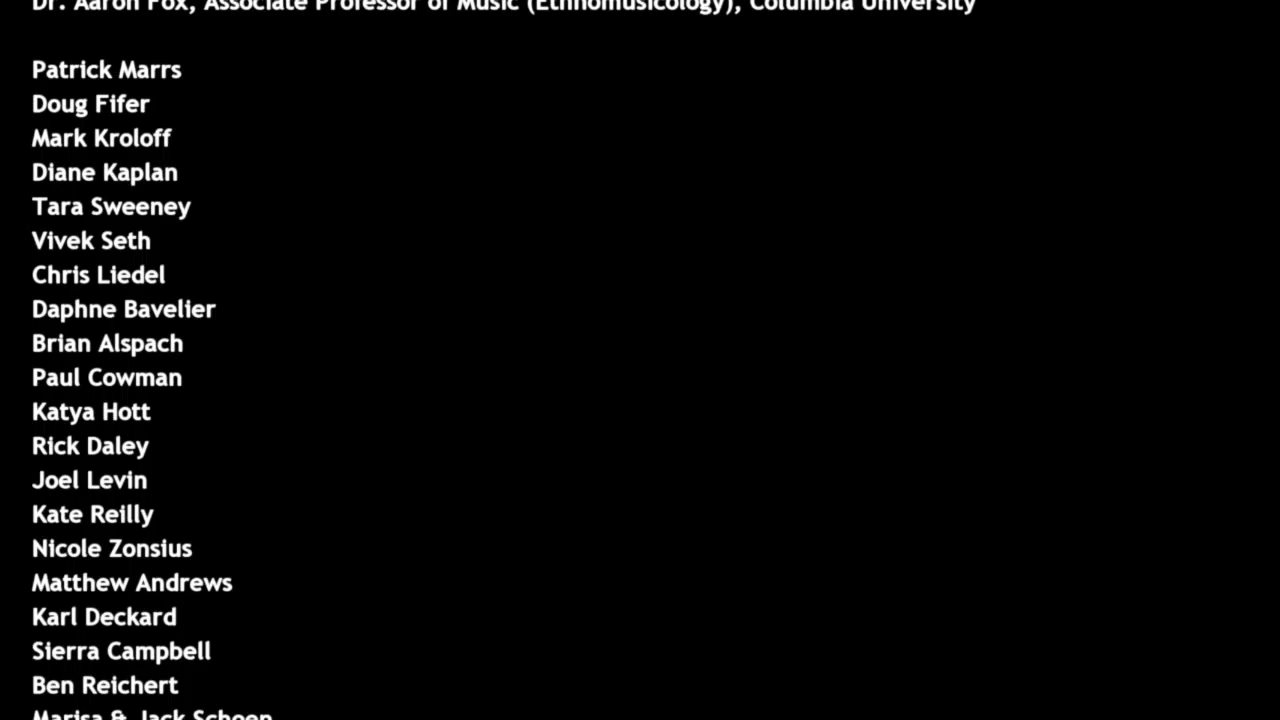 Dr. Aaron Fox, Associate Professor of Music (Ethnomusicology), Columbia University
Patrick Marrs
Doug Fifer
Mark Kroloff
Diane Kaplan
Tara Sweeney
Vivek Seth
Chris Liedel
Daphne Bavelier
Brian Alspach
Paul Cowman
Katya Hott
Rick Daley
Joel Levin
Kate Reilly
Nicole Zonsius
Matthew Andrews
Karl Deckard
Sierra Campbell
Ben Reichert
Marisa & Jack Schoen